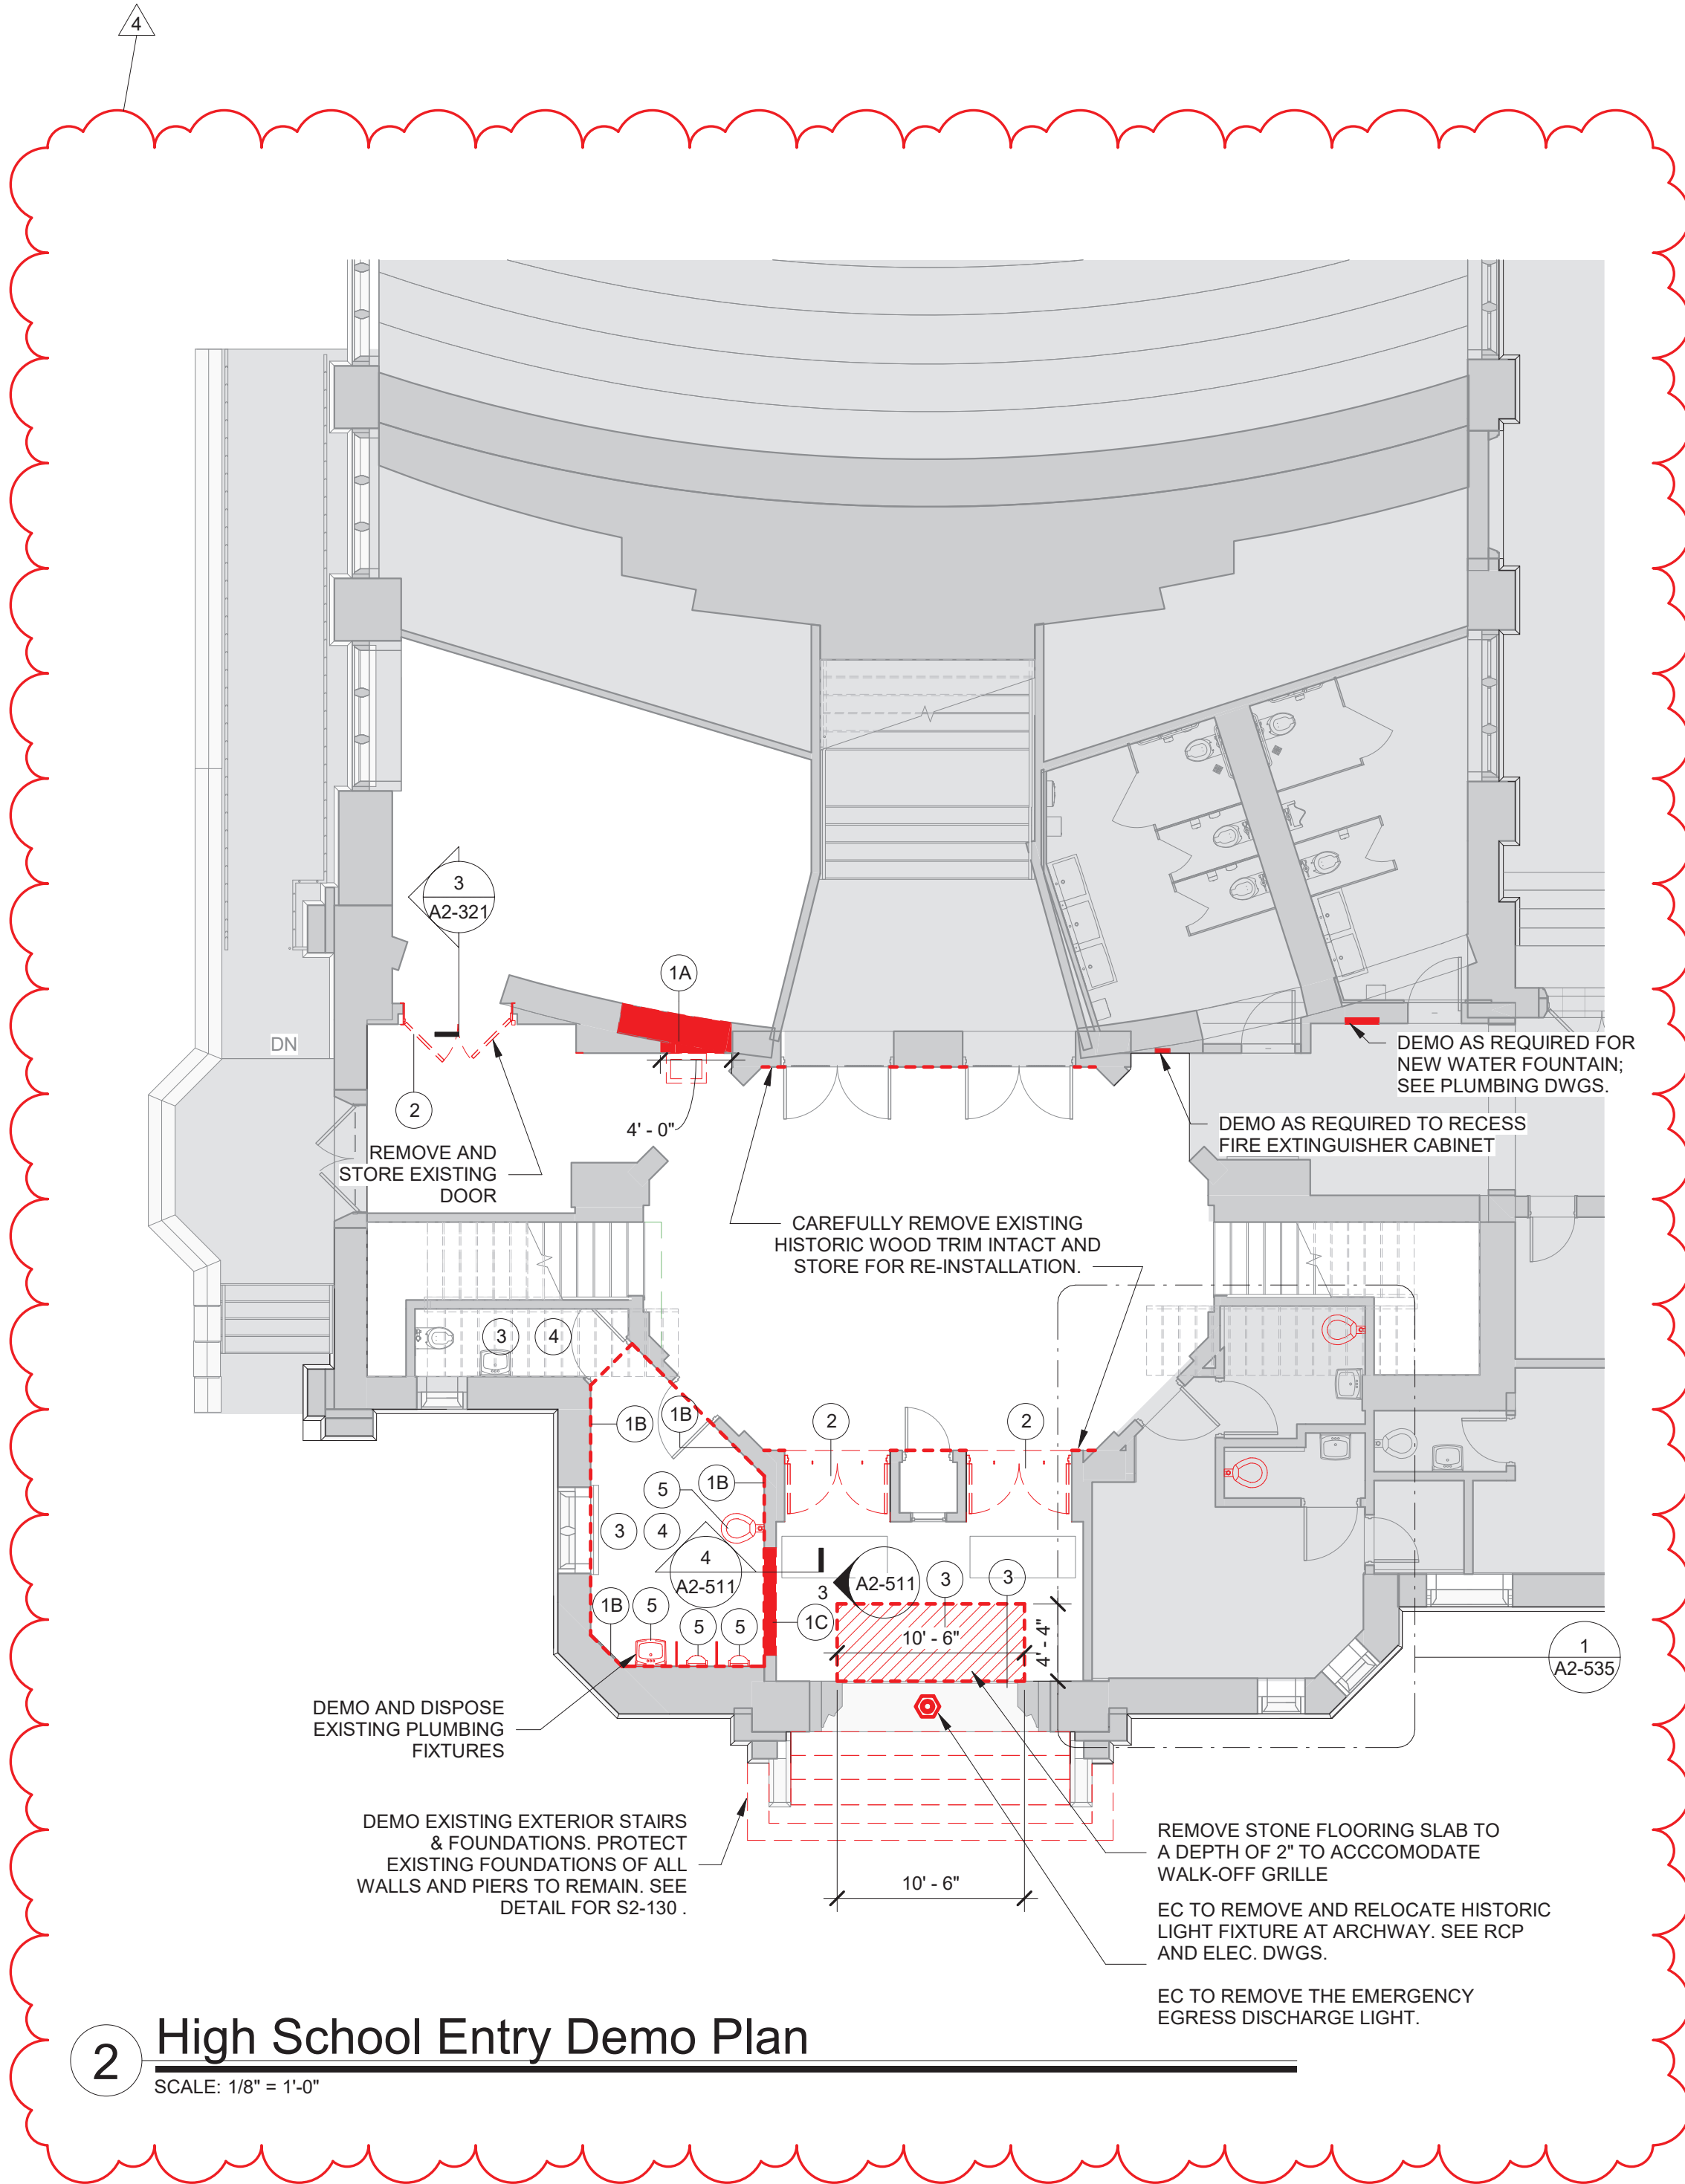 4
3
A2-321
1A
DN
2
4' - 0"
REMOVE AND
STORE EXISTING
DOOR
DEMO AS REQUIRED FOR
NEW WATER FOUNTAIN;
SEE PLUMBING DWGS.
DEMO AS REQUIRED TO RECESS
FIRE EXTINGUISHER CABINET
CAREFULLY REMOVE EXISTING
HISTORIC WOOD TRIM INTACT AND
STORE FOR RE-INSTALLATION.
3
4
1B
1B
2
2
1B
5
3
4
4
A2-511
3
A2-511
3
3
1B
5
5
5
1C
10' - 6"
4' - 4"
1
A2-535
DEMO AND DISPOSE
EXISTING PLUMBING
FIXTURES
DEMO EXISTING EXTERIOR STAIRS
& FOUNDATIONS. PROTECT
EXISTING FOUNDATIONS OF ALL
WALLS AND PIERS TO REMAIN. SEE
DETAIL FOR S2-130 .
10' - 6"
REMOVE STONE FLOORING SLAB TO
A DEPTH OF 2" TO ACCCOMODATE
WALK-OFF GRILLE
EC TO REMOVE AND RELOCATE HISTORIC
LIGHT FIXTURE AT ARCHWAY. SEE RCP
AND ELEC. DWGS.
EC TO REMOVE THE EMERGENCY
EGRESS DISCHARGE LIGHT.
2
High School Entry Demo Plan
SCALE: 1/8" = 1'-0"